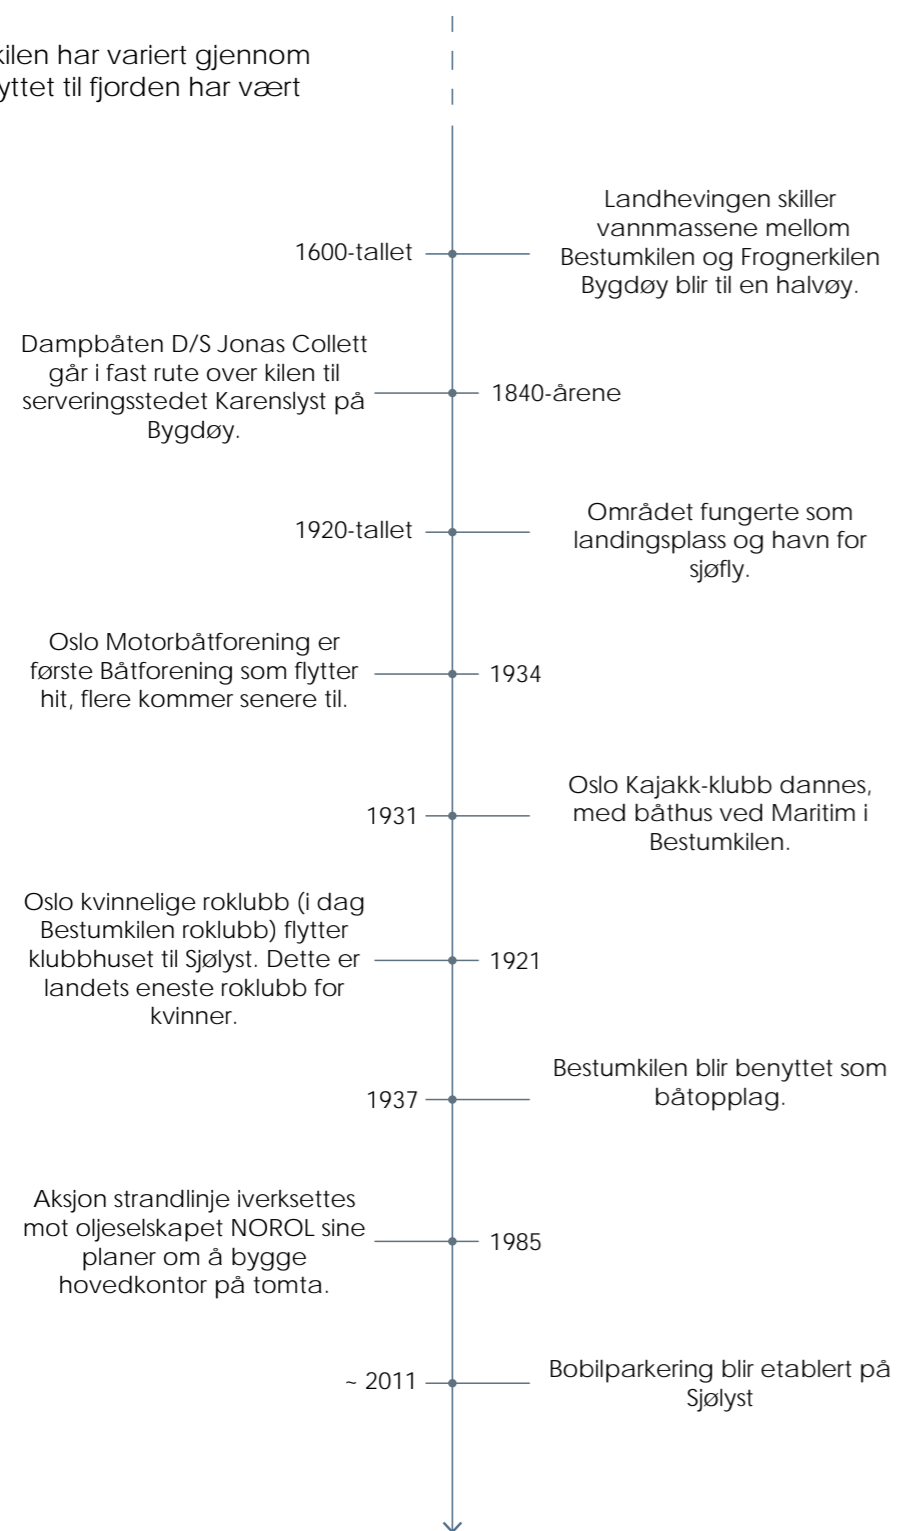 kilen har variert gjennom
yttet til fjorden har vært
1600-tallet
Landhevingen skiller
vannmassene mellom
Bestumkilen og Frognerkilen
Bygdøy blir til en halvøy.
Dampbåten D/S Jonas Collett
går i fast rute over kilen til
serveringsstedet Karenslyst på
Bygdøy.
1840-årene
1920-tallet
Området fungerte som
landingsplass og havn for
sjøfly.
Oslo Motorbåtforening er
første Båtforening som flytter
hit, flere kommer senere til.
1934
1931
Oslo Kajakk-klubb dannes,
med båthus ved Maritim i
Bestumkilen.
Oslo kvinnelige roklubb (i dag
Bestumkilen roklubb) flytter
klubbhuset til Sjølyst. Dette er
landets eneste roklubb for
kvinner.
1921
1937
Bestumkilen blir benyttet som
båtopplag.
Aksjon strandlinje iverksettes
mot oljeselskapet NOROL sine
planer om å bygge
hovedkontor på tomta.
1985
~ 2011
Bobilparkering blir etablert på
Sjølyst